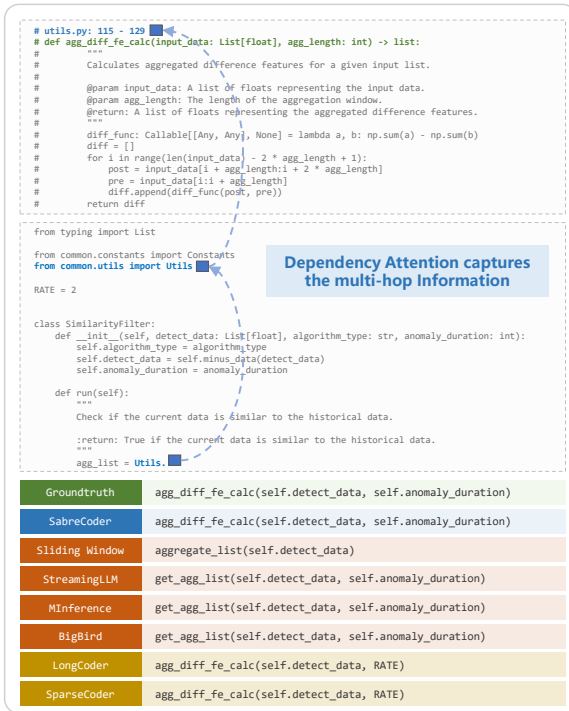 # utils.py: 115 - 129
# def agg_diff_fe_calc(input_data: List[float], agg_length: int) -> list:
#         """
#         Calculates aggregated difference features for a given input list.
#
#         @param input_data: A list of floats representing the input data.
#         @param agg_length: The length of the aggregation window.
#         @return: A list of floats representing the aggregated difference features.
#         """
#         diff_func: Callable[[Any, Any], None] = lambda a, b: np.sum(a) - np.sum(b)
#         diff = []
#         for i in range(len(input_data) - 2 * agg_length + 1):
#             post = input_data[i + agg_length:i + 2 * agg_length]
#             pre = input_data[i:i + agg_length]
#             diff.append(diff_func(post, pre))
#         return diff
from typing import List
from common.constants import Constants
from common.utils import Utils
Dependency Attention captures
the multi-hop Information
RATE = 2
class SimilarityFilter:
    def __init__(self, detect_data: List[float], algorithm_type: str, anomaly_duration: int):
        self.algorithm_type = algorithm_type
        self.detect_data = self.minus_data(detect_data)
        self.anomaly_duration = anomaly_duration
    def run(self):
        """
        Check if the current data is similar to the historical data.
        :return: True if the current data is similar to the historical data.
        """
        agg_list = Utils.
Groundtruth agg_diff_fe_calc(self.detect_data, self.anomaly_duration)
SabreCoder agg_diff_fe_calc(self.detect_data, self.anomaly_duration)
Sliding Window aggregate_list(self.detect_data)
StreamingLLM get_agg_list(self.detect_data, self.anomaly_duration)
MInference get_agg_list(self.detect_data, self.anomaly_duration)
BigBird get_agg_list(self.detect_data, self.anomaly_duration)
LongCoder agg_diff_fe_calc(self.detect_data, RATE)
SparseCoder agg_diff_fe_calc(self.detect_data, RATE)